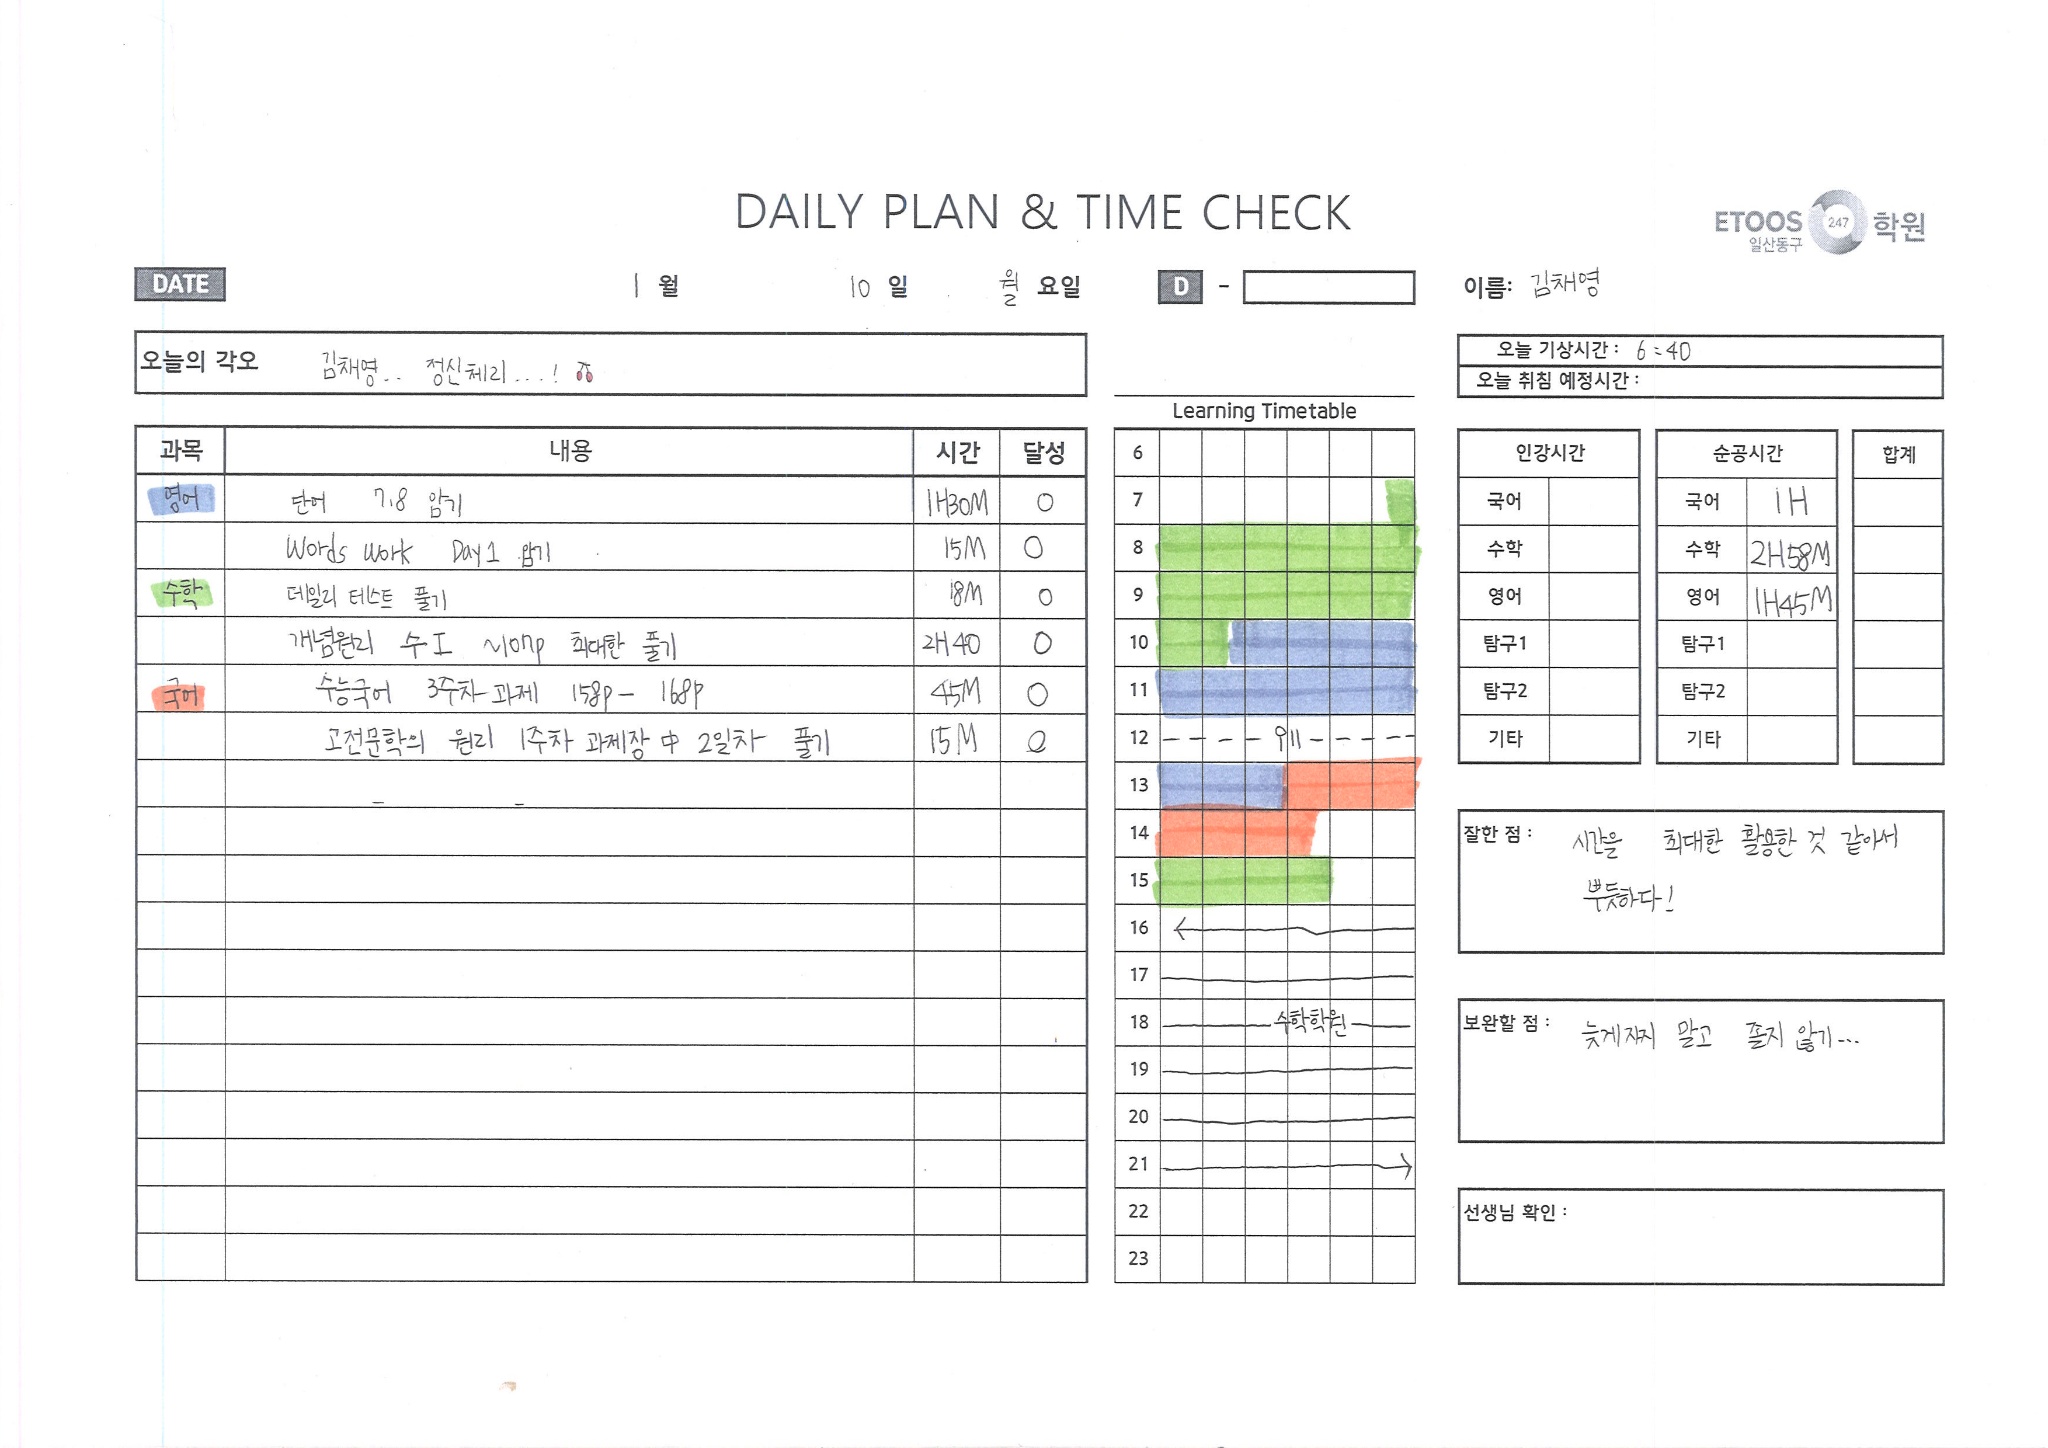 DAILY PLAN & TIME CHECK
ETOOS 247 학원
일산동구
DATE 1 월 10 일 월 요일 D -
이름: 김채영
오늘의 각오 김채영.. 정신체리...!
오늘 기상시간 : 6:40
오늘 취침 예정시간 :
과목 내용 시간 달성
영어 단어 7,8 암기 1H30M O
Words Work Day1 암기 15M O
수학 데일리 테스트 풀기 18M O
개념원리 수I ~107p 최대한 풀기 2H40 O
국어 수능국어 3주차 과제 158p - 168p 45M O
고전문학의 원리 1주차 과제장 中 2일차 풀기 15M O
Learning Timetable
6
7
8
9
10
11
12
13
14
15
16
17
18 수학학원
19
20
21
22
23
인강시간
국어
수학
영어
탐구1
탐구2
기타
순공시간
국어 1H
수학 2H58M
영어 1H45M
탐구1
탐구2
기타
합계
잘한 점 : 시간을 최대한 활용한 것 같아서
뿌듯하다!
보완할 점 : 늦게자지 말고 졸지 않기...
선생님 확인 :